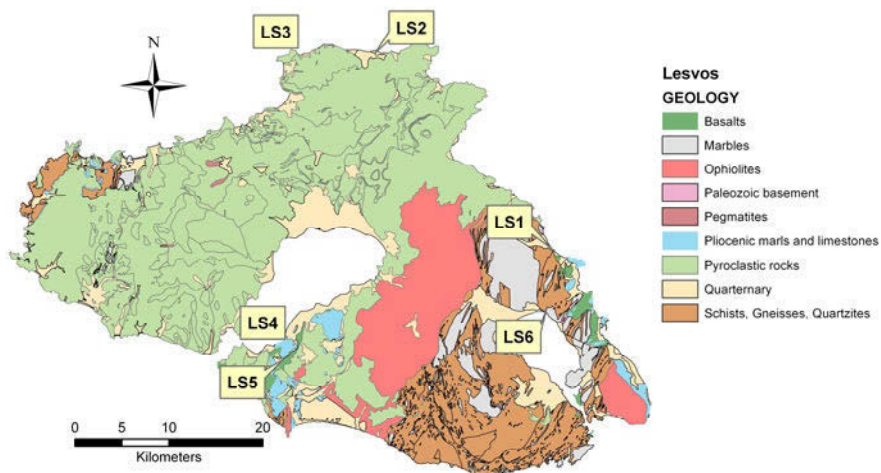 LS3
LS2
N
LS1
LS4
LS6
LS5
0 5 10 20
Kilometers
Lesvos
GEOLOGY
Basalts
Marbles
Ophiolites
Paleozoic basement
Pegmatites
Pliocenic marls and limestones
Pyroclastic rocks
Quarternary
Schists, Gneisses, Quartzites